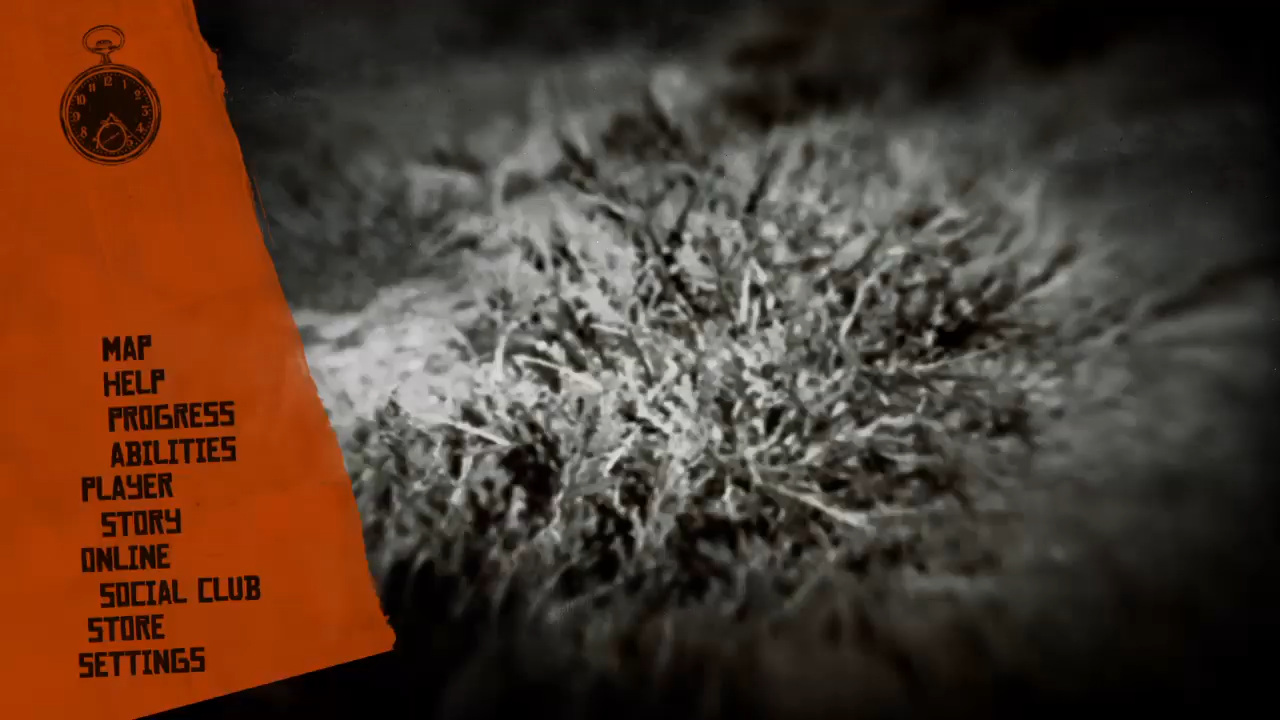 MAP
HELP
PROGRESS
ABILITIES
PLAYER
STORY
ONLINE
SOCIAL CLUB
STORE
SETTINGS